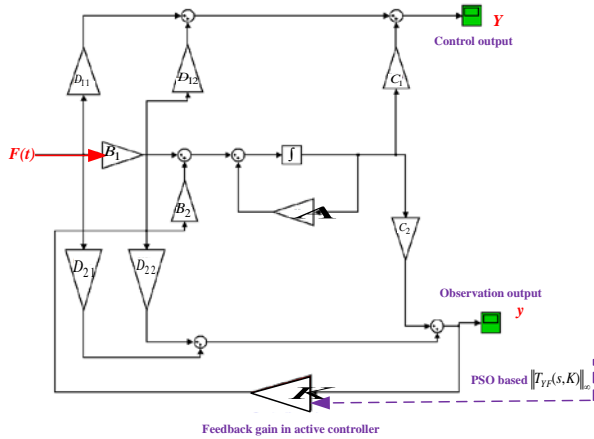 Y
Control output
D11
D12
C1
F(t)
B1
∫
A
B2
C2
D21
D22
Observation output
y
PSO based ‖T_YF(s,K)‖∞
K
Feedback gain in active controller